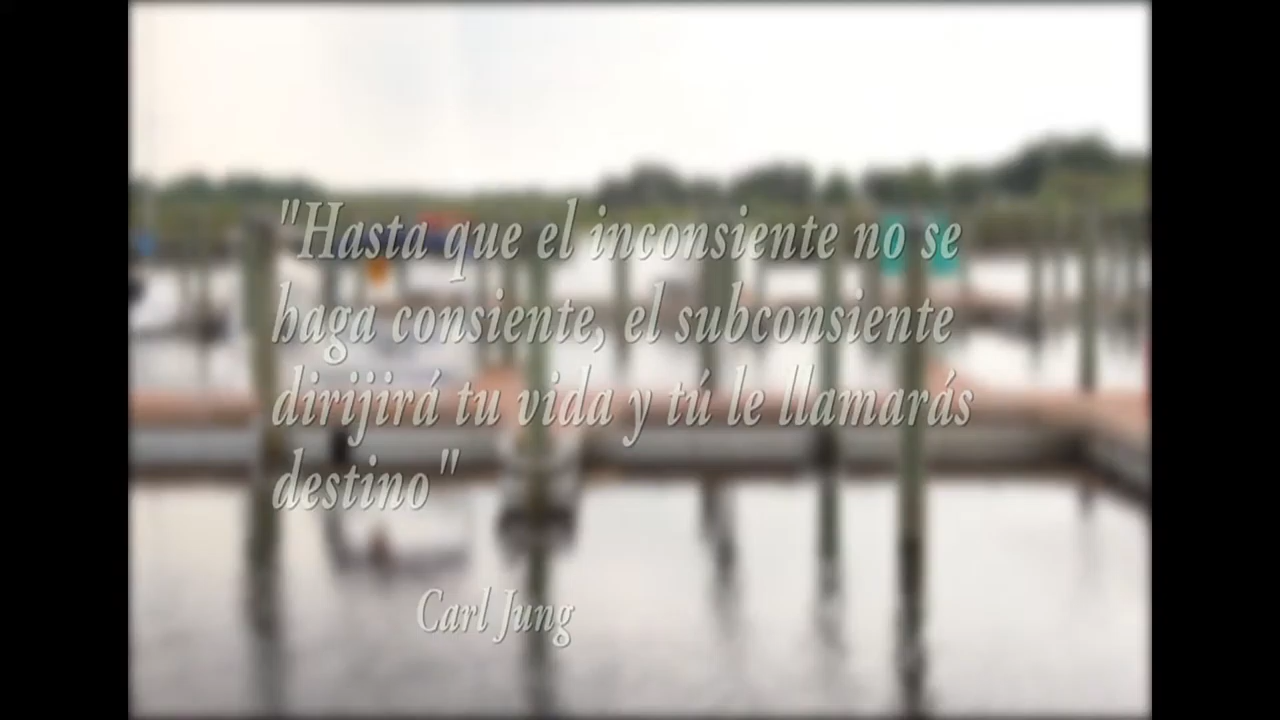 "Hasta que el inconsiente no se
haga consiente, el subconsiente
dirijirá tu vida y tú le llamarás
destino"
Carl Jung